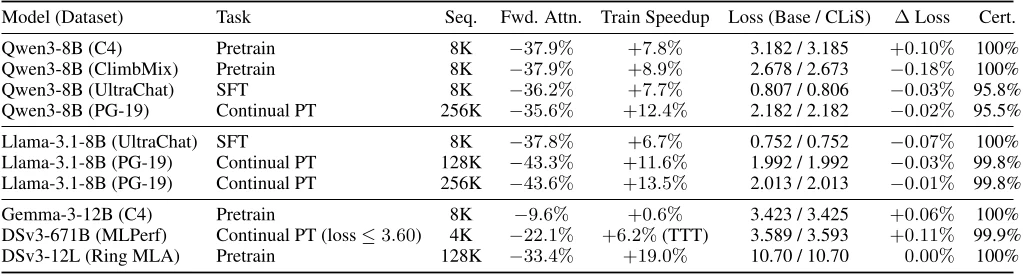 Model (Dataset) Task Seq. Fwd. Attn. Train Speedup Loss (Base / CLiS) Δ Loss Cert.
Qwen3-8B (C4) Pretrain 8K −37.9% +7.8% 3.182 / 3.185 +0.10% 100%
Qwen3-8B (ClimbMix) Pretrain 8K −37.9% +8.9% 2.678 / 2.673 −0.18% 100%
Qwen3-8B (UltraChat) SFT 8K −36.2% +7.7% 0.807 / 0.806 −0.03% 95.8%
Qwen3-8B (PG-19) Continual PT 256K −35.6% +12.4% 2.182 / 2.182 −0.02% 95.5%
Llama-3.1-8B (UltraChat) SFT 8K −37.8% +6.7% 0.752 / 0.752 −0.07% 100%
Llama-3.1-8B (PG-19) Continual PT 128K −43.3% +11.6% 1.992 / 1.992 −0.03% 99.8%
Llama-3.1-8B (PG-19) Continual PT 256K −43.6% +13.5% 2.013 / 2.013 −0.01% 99.8%
Gemma-3-12B (C4) Pretrain 8K −9.6% +0.6% 3.423 / 3.425 +0.06% 100%
DSv3-671B (MLPerf) Continual PT (loss ≤ 3.60) 4K −22.1% +6.2% (TTT) 3.589 / 3.593 +0.11% 99.9%
DSv3-12L (Ring MLA) Pretrain 128K −33.4% +19.0% 10.70 / 10.70 0.00% 100%